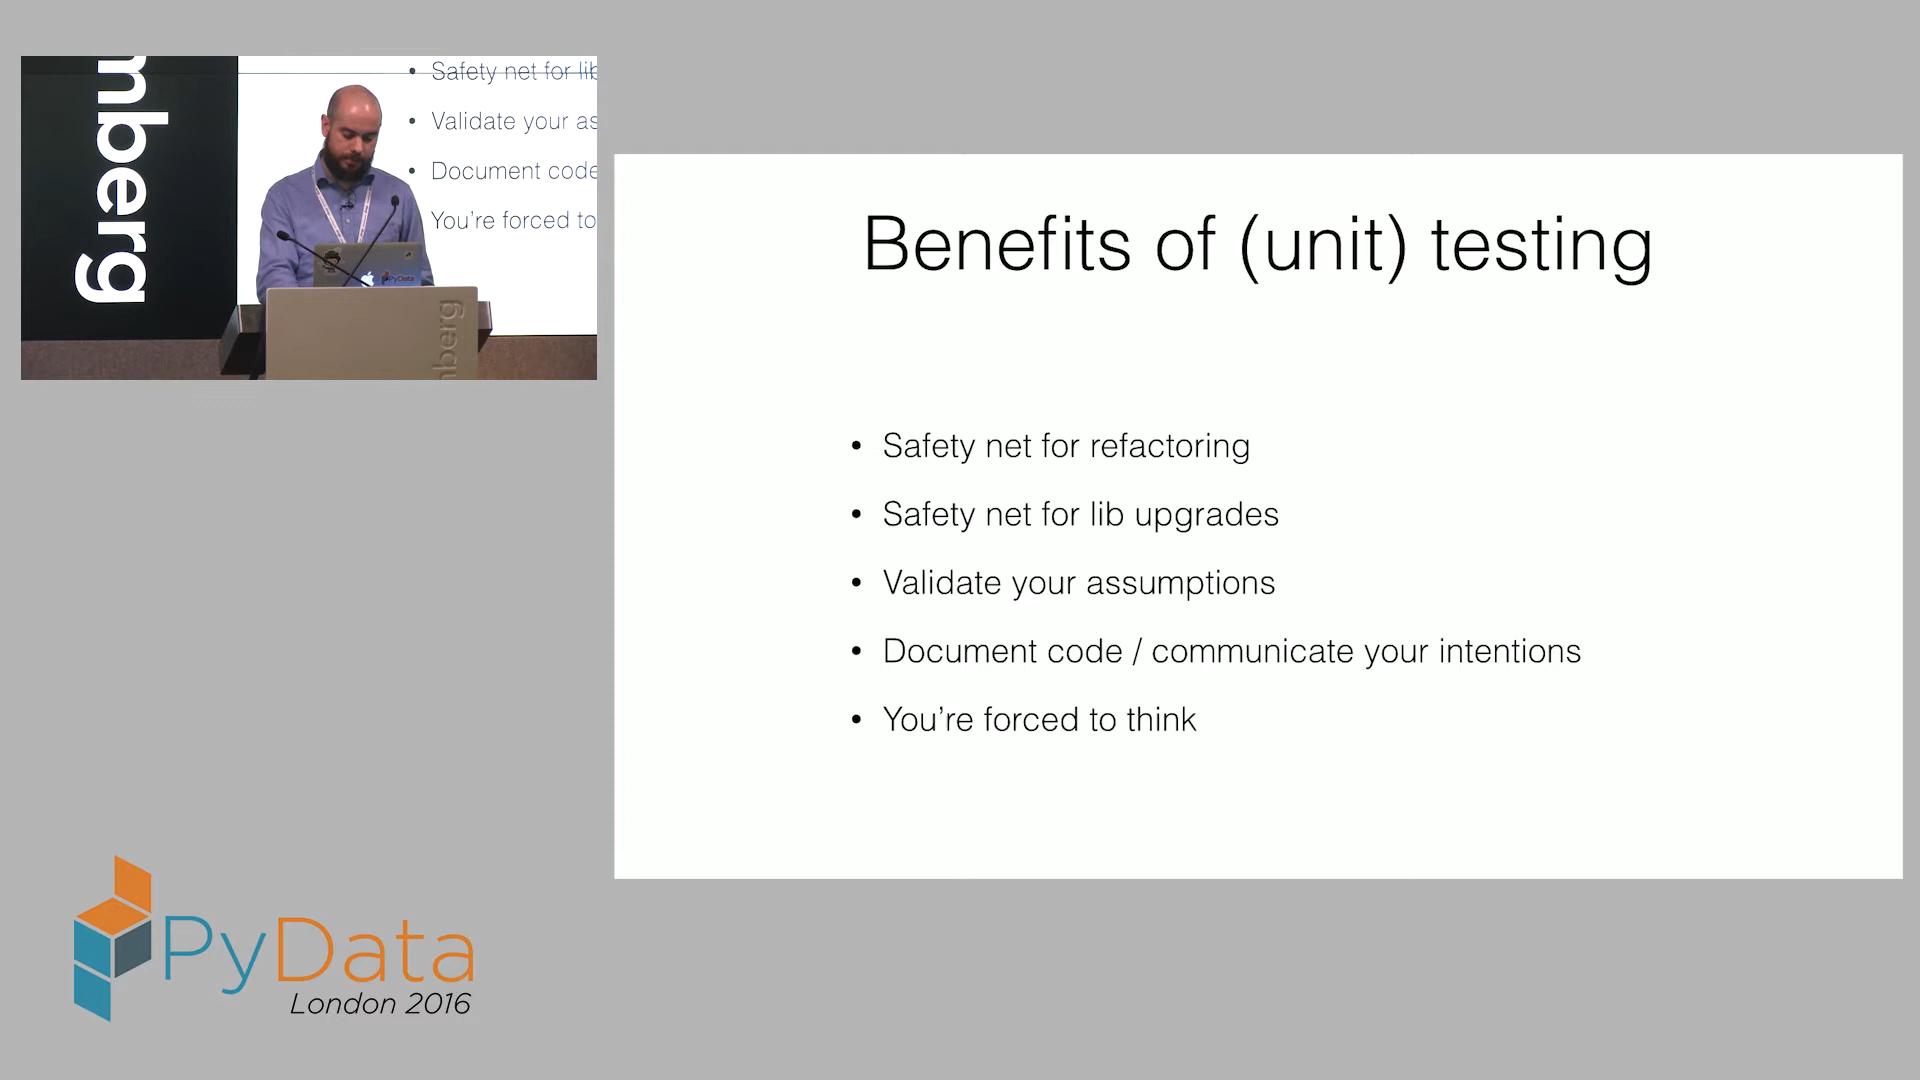 mberg
• Safety net for lib
• Validate your as
• Document code
You're forced to
PyData
mberg
Benefits of (unit) testing
• Safety net for refactoring
• Safety net for lib upgrades
• Validate your assumptions
• Document code / communicate your intentions
• You're forced to think
PyData
London 2016